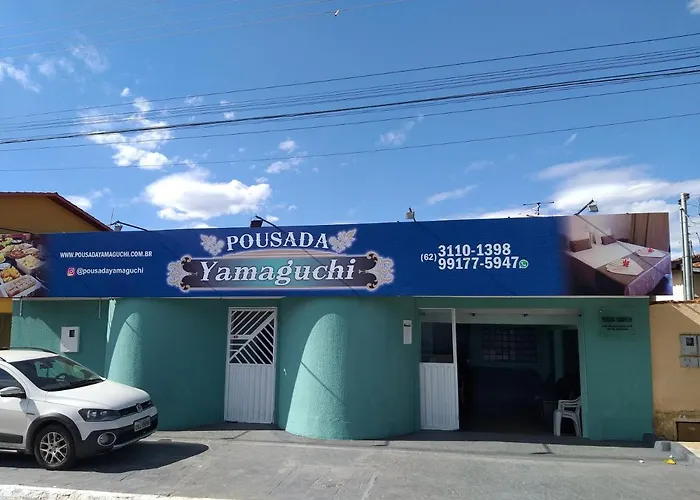 WWW.POUSADAYAMAGUCHI.COM.BR
@pousadayamaguchi
POUSADA
Yamaguchi
(62) 3110-1398
99177-5947